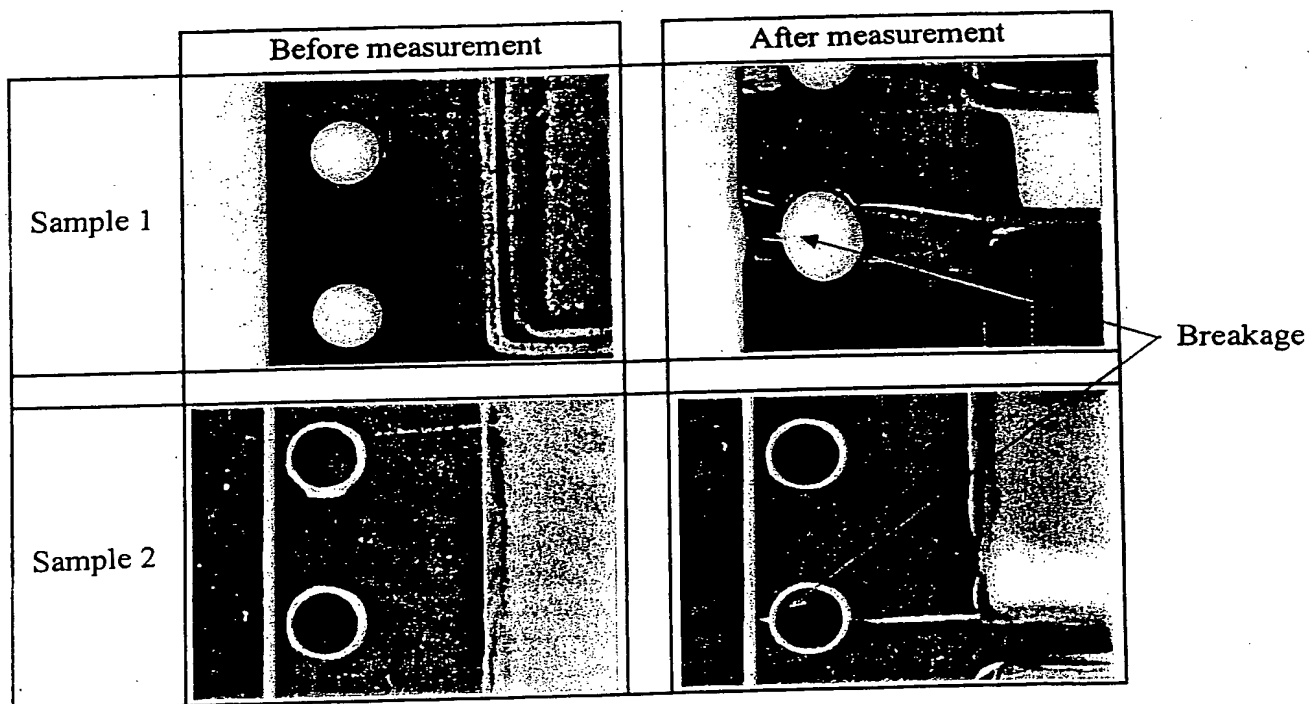 Before measurement
After measurement
Sample 1
Breakage
Sample 2